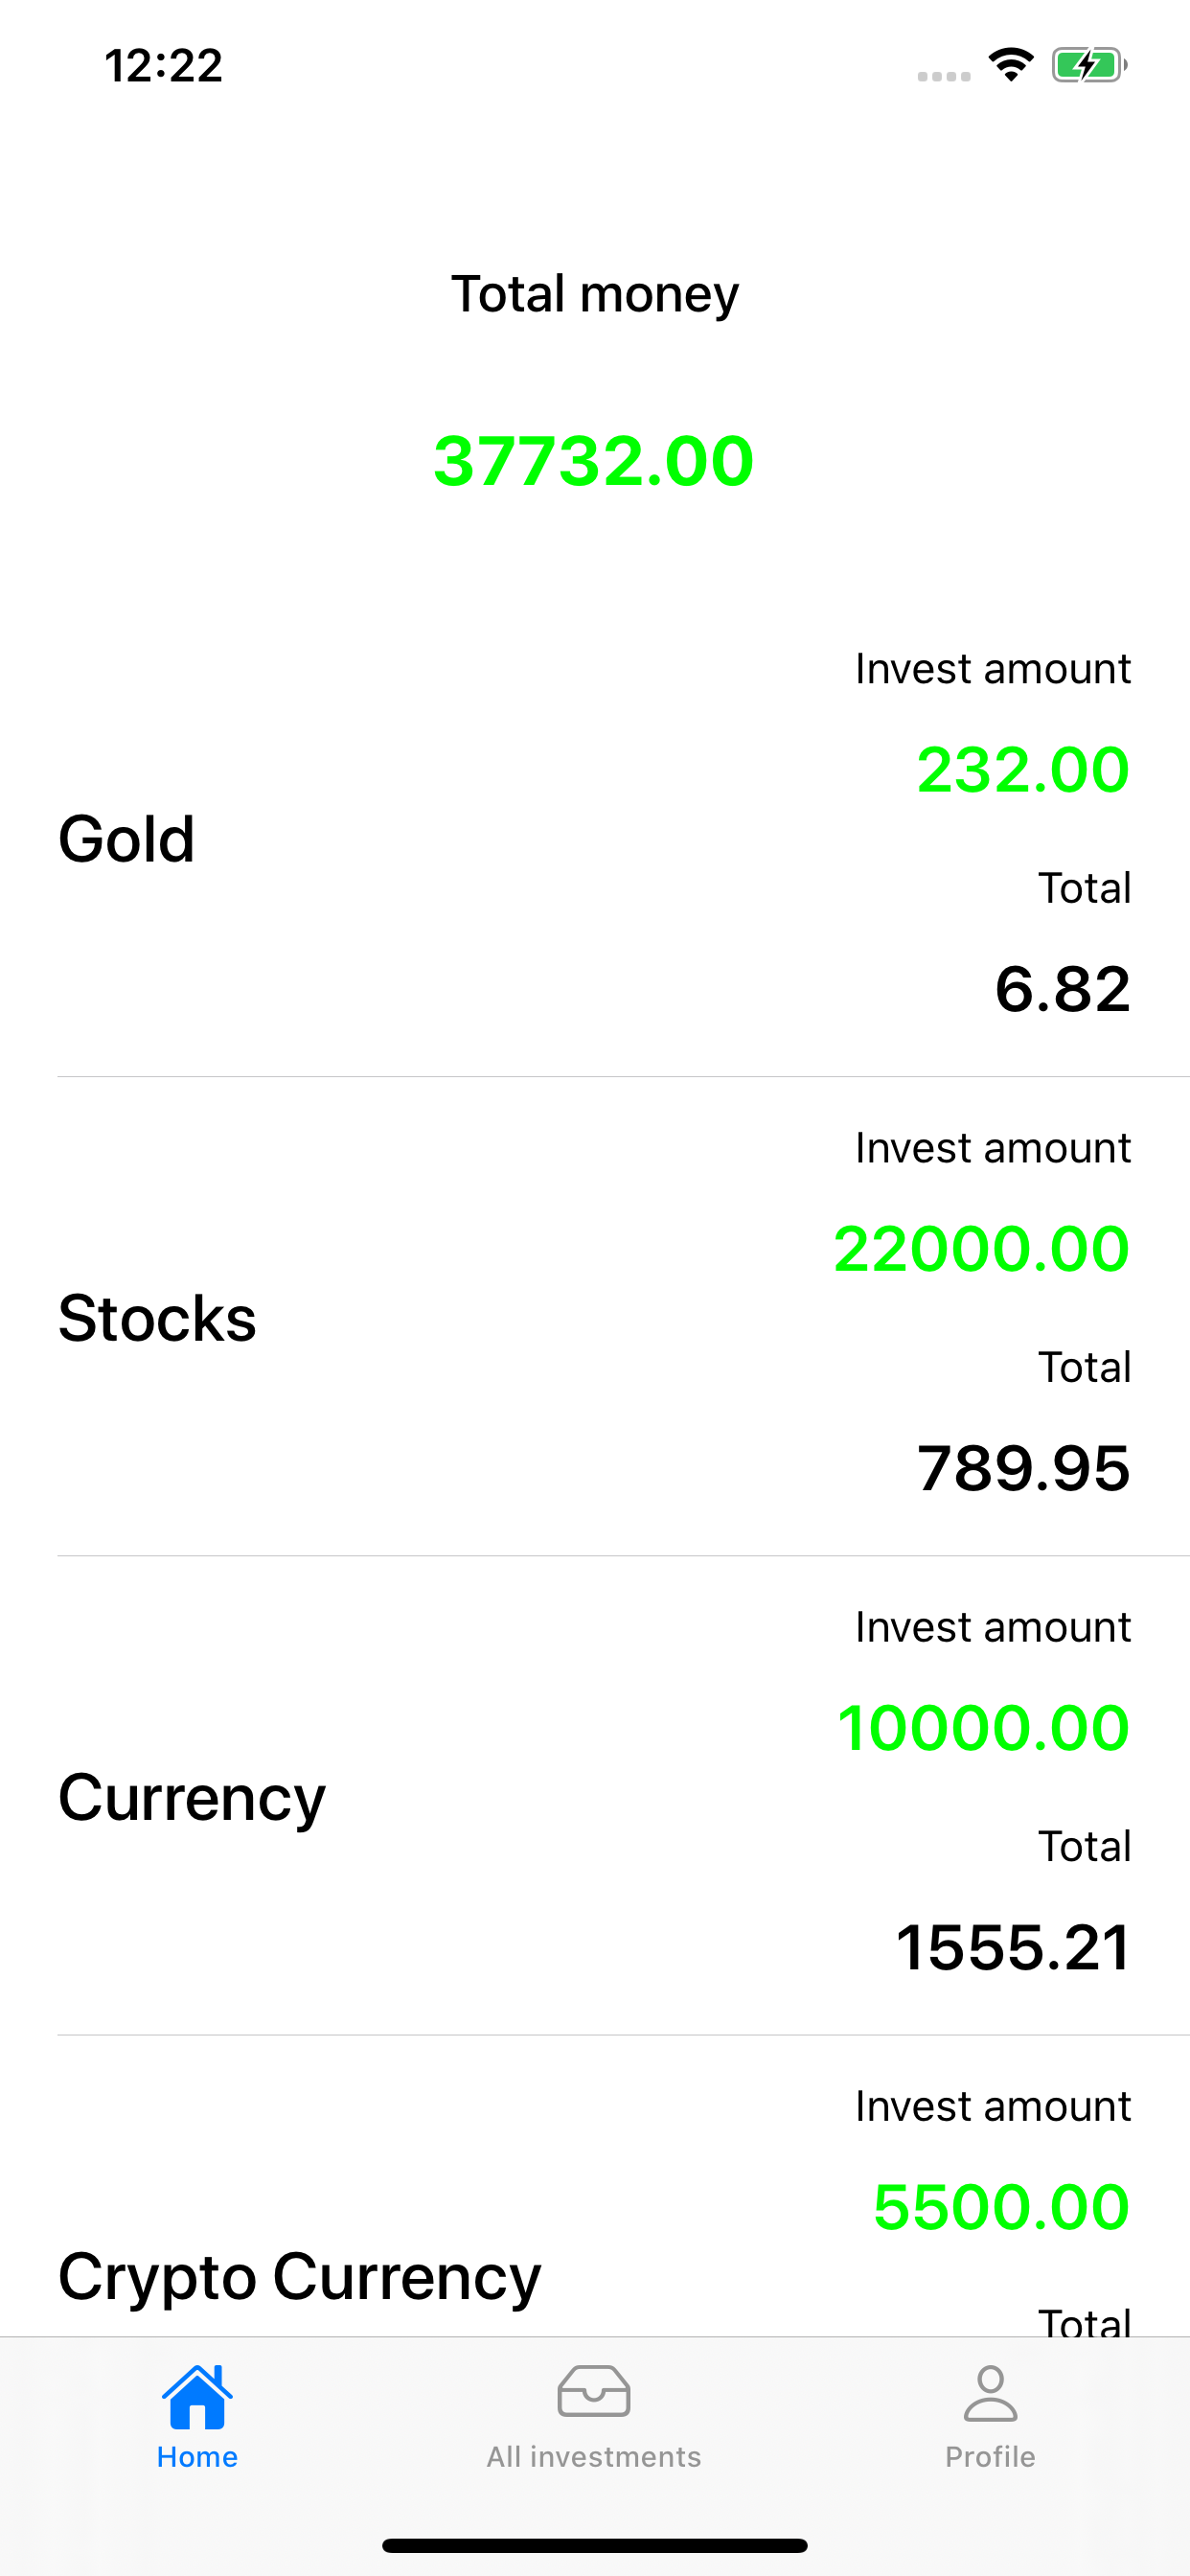 12:22
Total money
37732.00
Invest amount
232.00
Gold
Total
6.82
Invest amount
22000.00
Stocks
Total
789.95
Invest amount
10000.00
Currency
Total
1555.21
Invest amount
5500.00
Crypto Currency
Total
Home
All investments
Profile